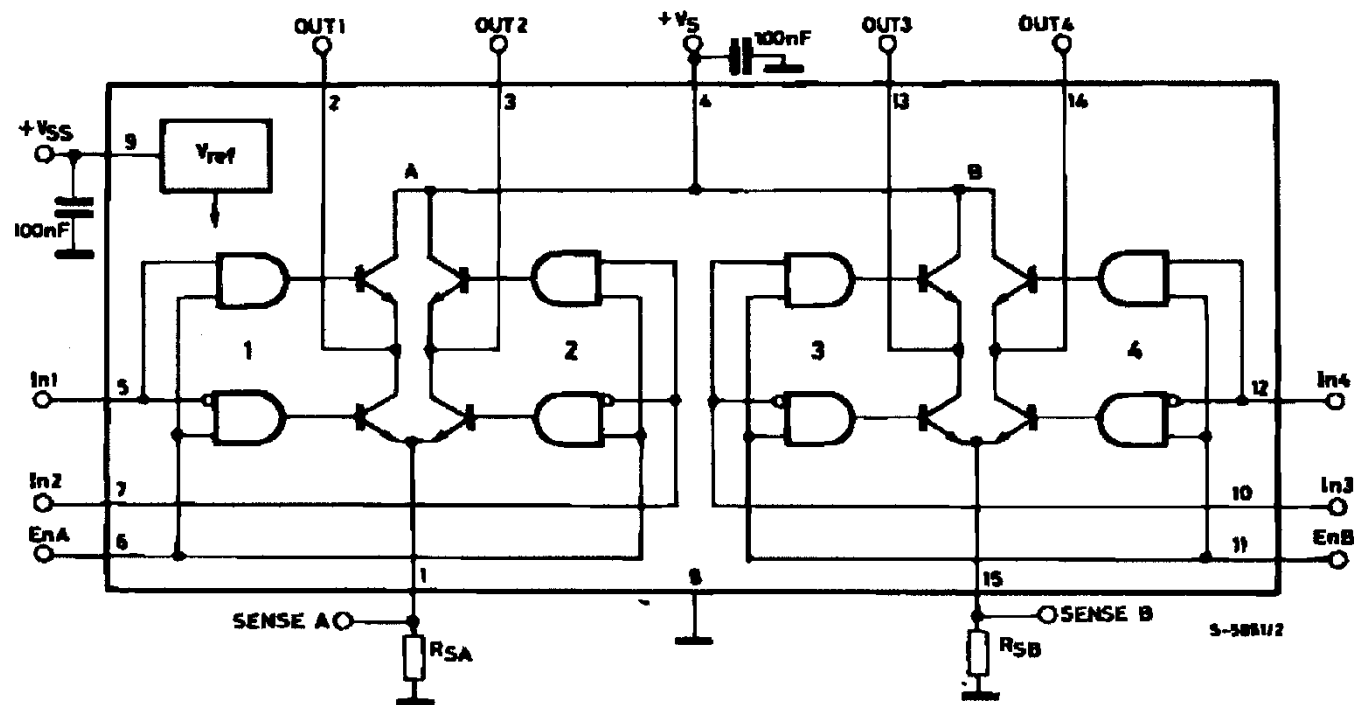 OUT1 OUT2 +VS 100nF OUT3 OUT4
2 3 4 13 14
+VSS 9 Vref
A B
100nF
1 2 3 4
In1 5 12 In4
In2 7 10 In3
EnA 6 11 EnB
1 8 15
SENSE A SENSE B
RSA RSB
S-5851/2